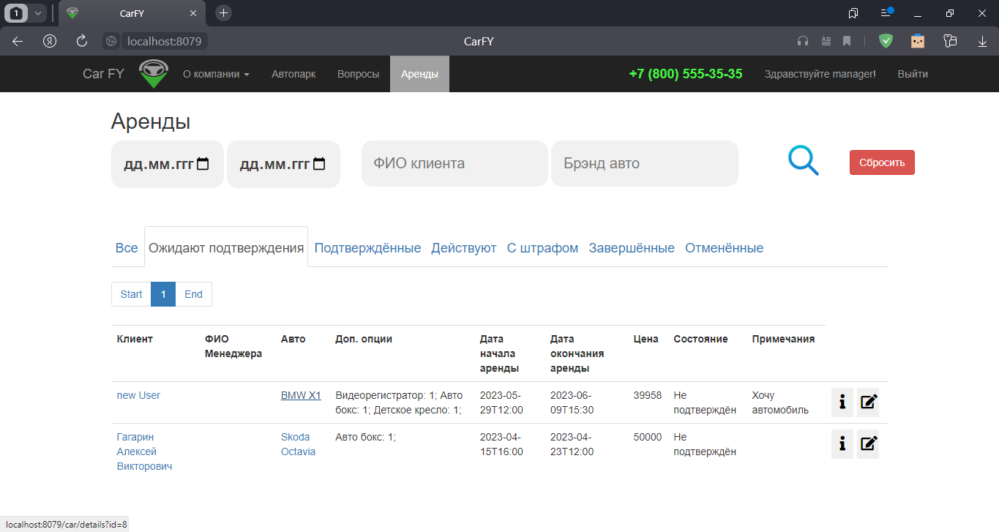 1
CarFY
localhost:8079
CarFY
Car FY
О компании
Автопарк
Вопросы
Аренды
+7 (800) 555-35-35
Здравствуйте manager!
Выйти
Аренды
дд.мм.ггг
дд.мм.ггг
ФИО клиента
Брэнд авто
Сбросить
Все
Ожидают подтверждения
Подтверждённые
Действуют
С штрафом
Завершённые
Отменённые
Start
1
End
Клиент
ФИО
Менеджера
Авто
Доп. опции
Дата
начала
аренды
Дата
окончания
аренды
Цена
Состояние
Примечания
new User
BMW X1
Видеорегистратор: 1; Авто
бокс: 1; Детское кресло: 1;
2023-05-
29T12:00
2023-06-
09T15:30
39958
Не
подтверждён
Хочу
автомобиль
Гагарин
Алексей
Викторович
Skoda
Octavia
Авто бокс: 1;
2023-04-
15T16:00
2023-04-
23T12:00
50000
Не
подтверждён
localhost:8079/car/details?id=8